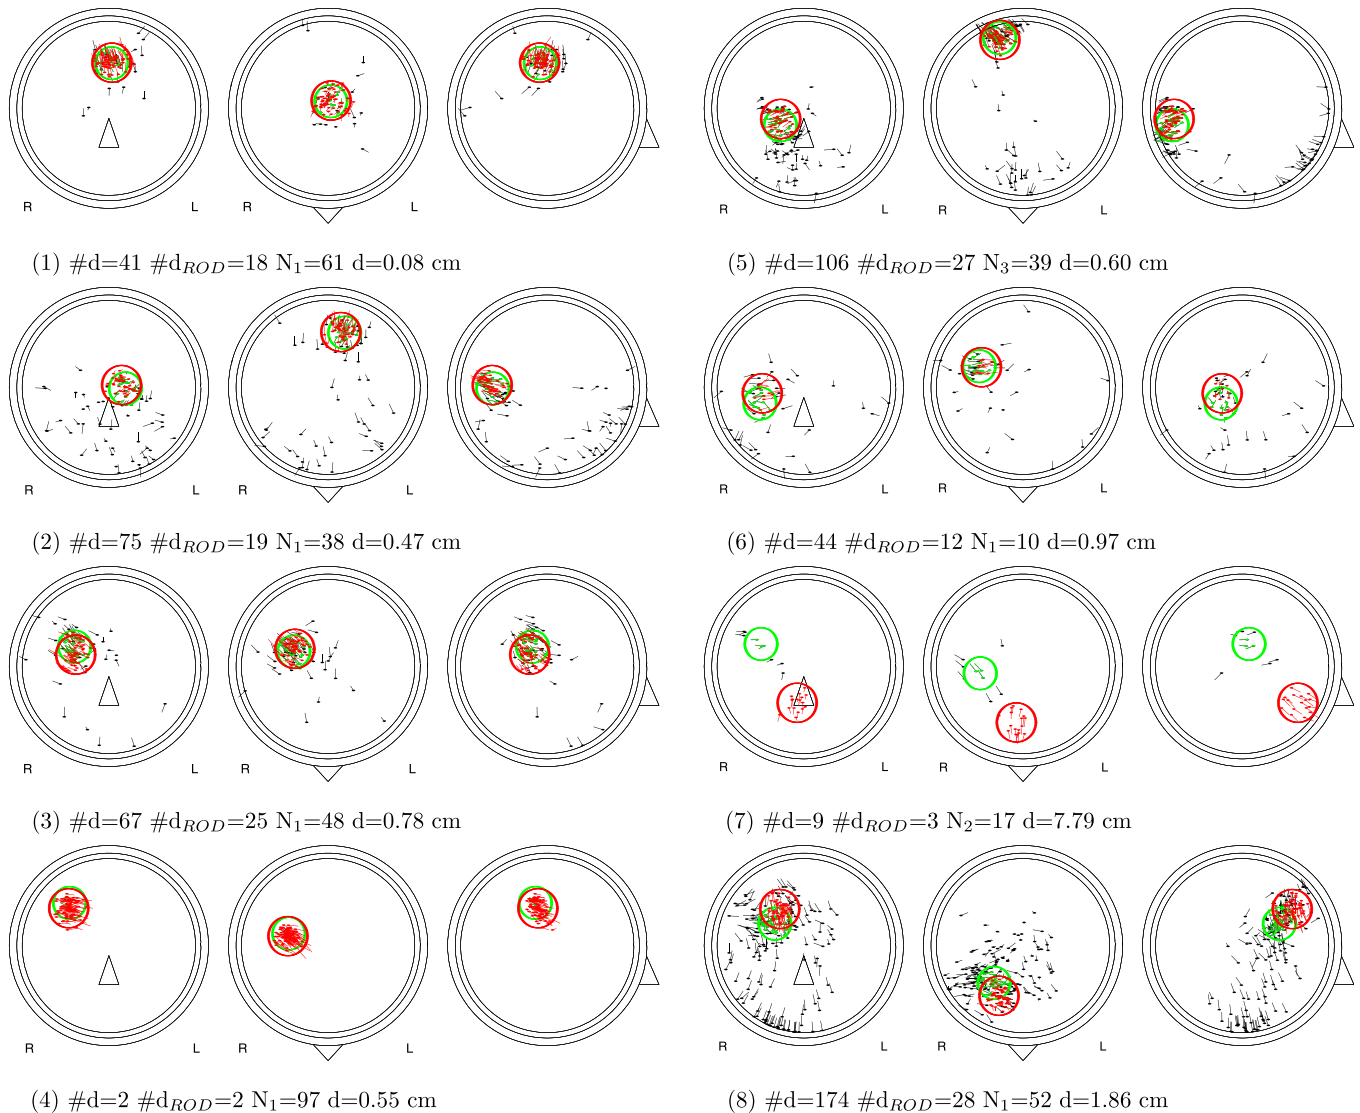 R L R L
R L R L
(1) #d=41 #d_ROD=18 N_1=61 d=0.08 cm
(5) #d=106 #d_ROD=27 N_3=39 d=0.60 cm
R L R L
R L R L
(2) #d=75 #d_ROD=19 N_1=38 d=0.47 cm
(6) #d=44 #d_ROD=12 N_1=10 d=0.97 cm
R L R L
R L R L
(3) #d=67 #d_ROD=25 N_1=48 d=0.78 cm
(7) #d=9 #d_ROD=3 N_2=17 d=7.79 cm
R L R L
R L R L
(4) #d=2 #d_ROD=2 N_1=97 d=0.55 cm
(8) #d=174 #d_ROD=28 N_1=52 d=1.86 cm